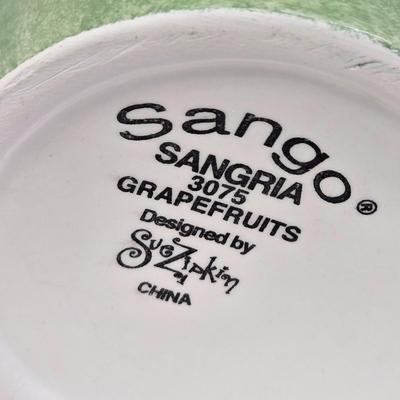 Sango®
SANGRIA
3075
GRAPEFRUITS
Designed by
Sue Zipkin
CHINA